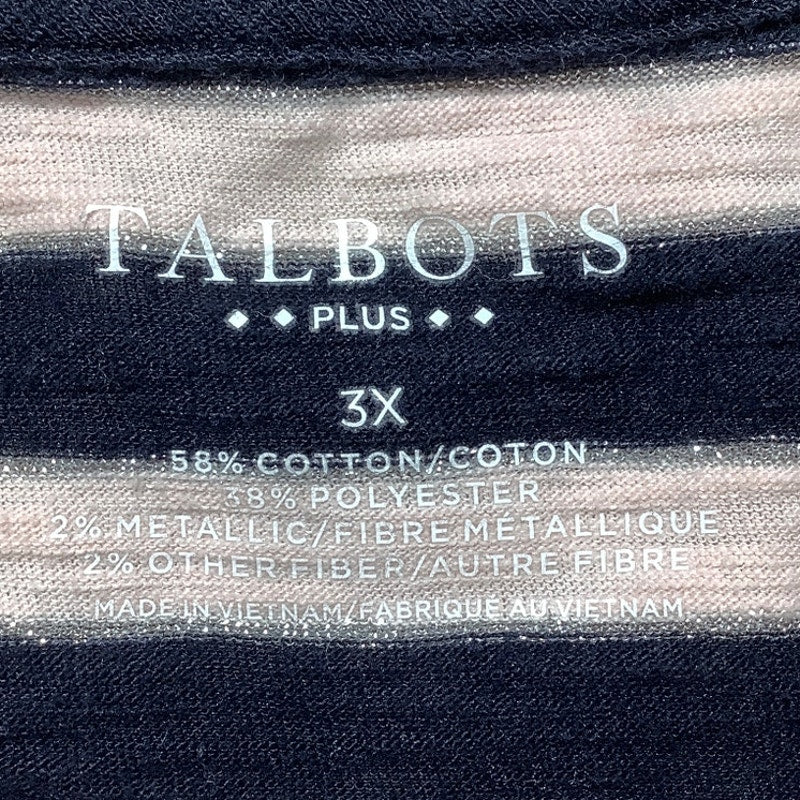 TALBOTS
◆ ◆ PLUS ◆ ◆
3X
58% COTTON/COTON
38% POLYESTER
2% METALLIC/FIBRE MÉTALLIQUE
2% OTHER FIBER/AUTRE FIBRE
MADE IN VIETNAM/FABRIQUÉ AU VIETNAM